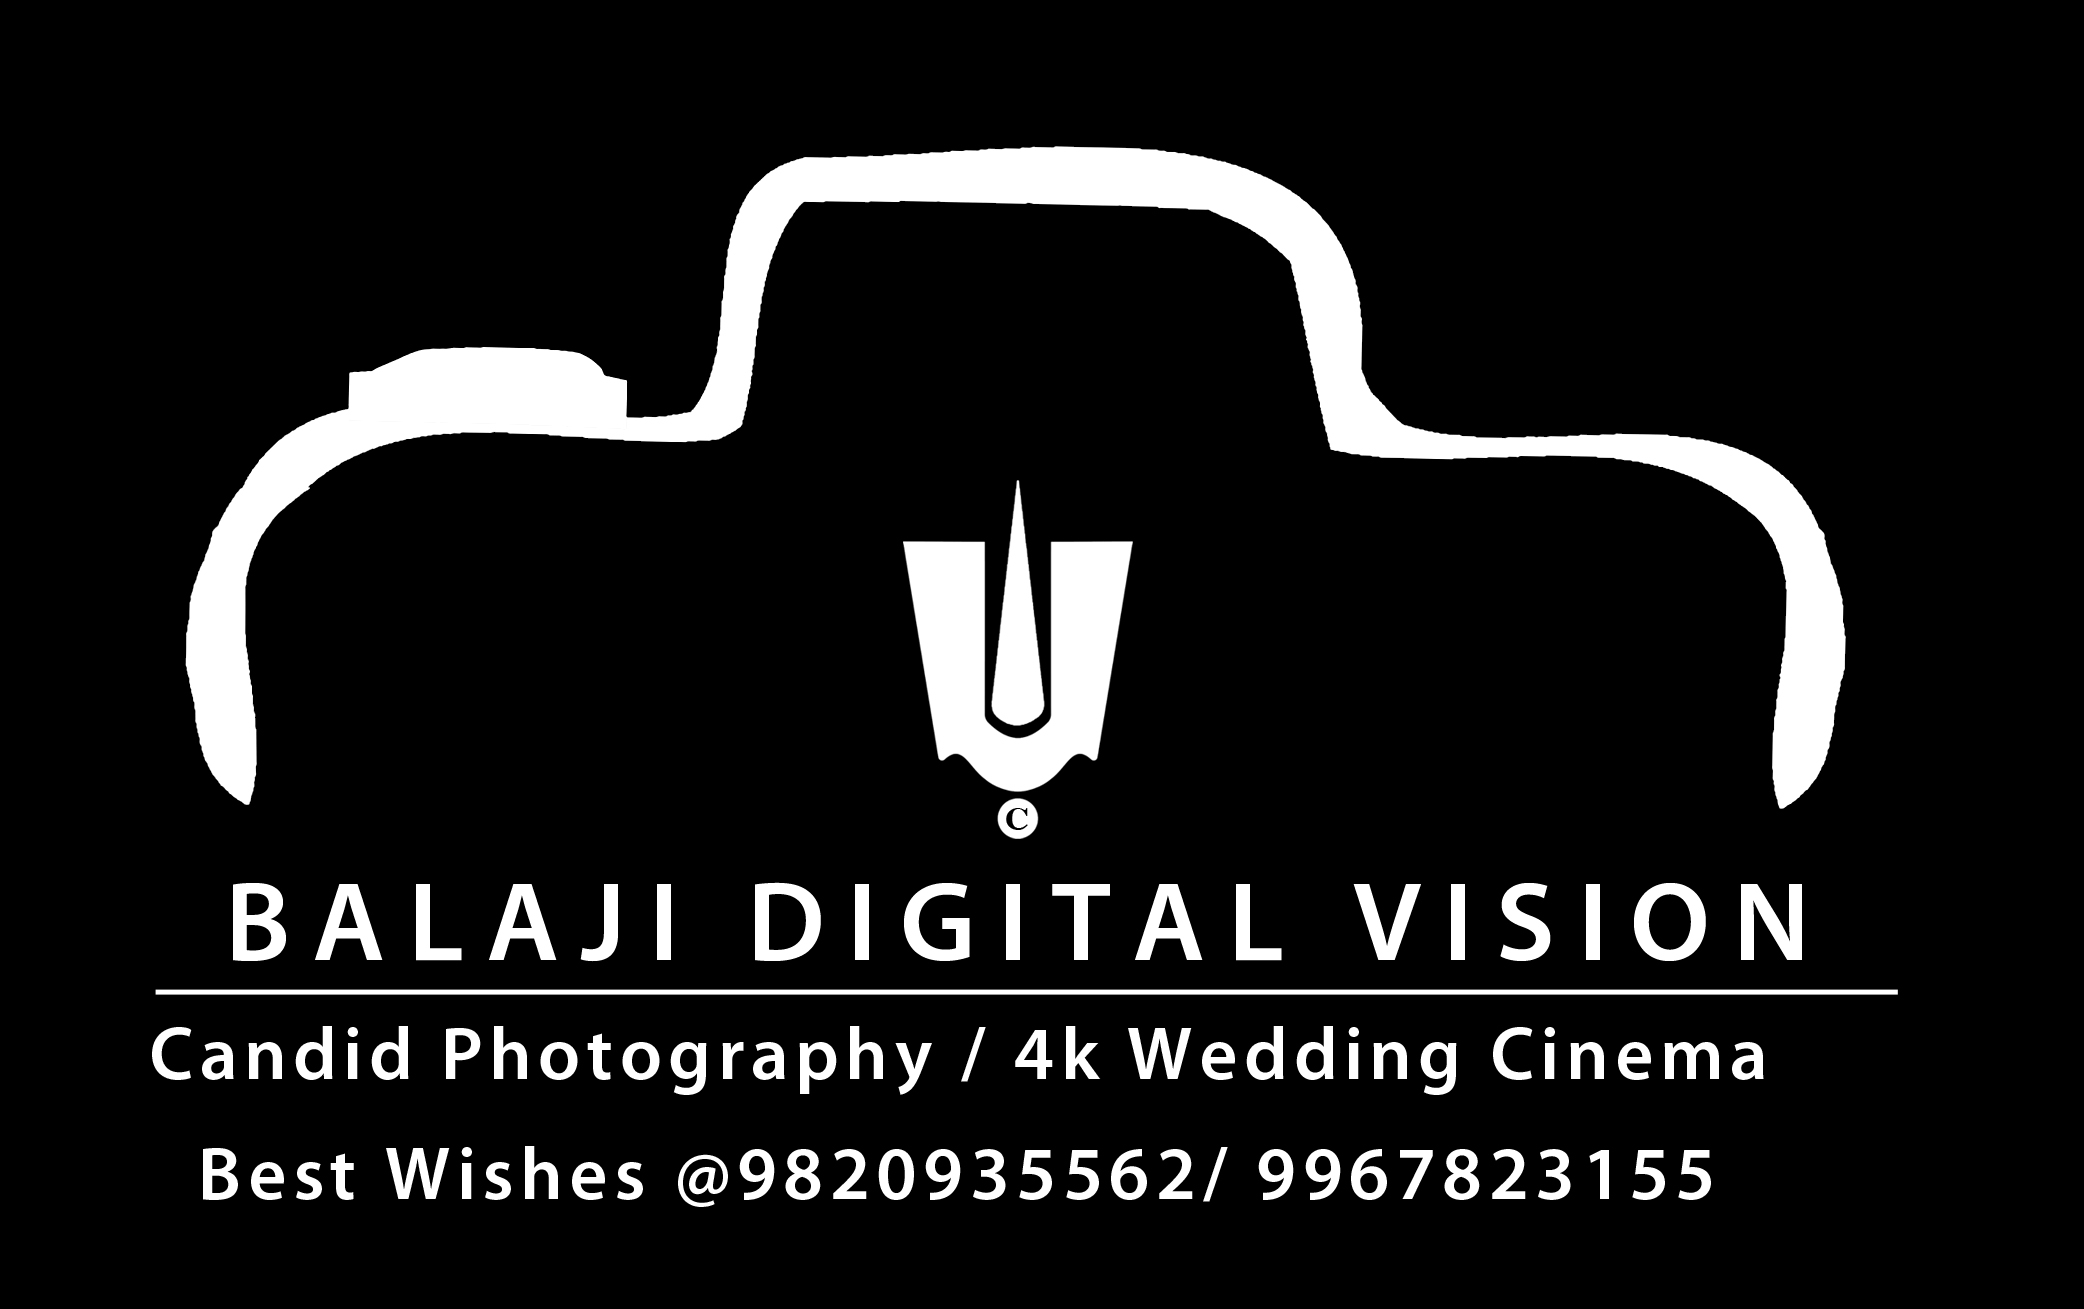 ©
BALAJI DIGITAL VISION
Candid Photography / 4k Wedding Cinema
Best Wishes @9820935562/ 9967823155